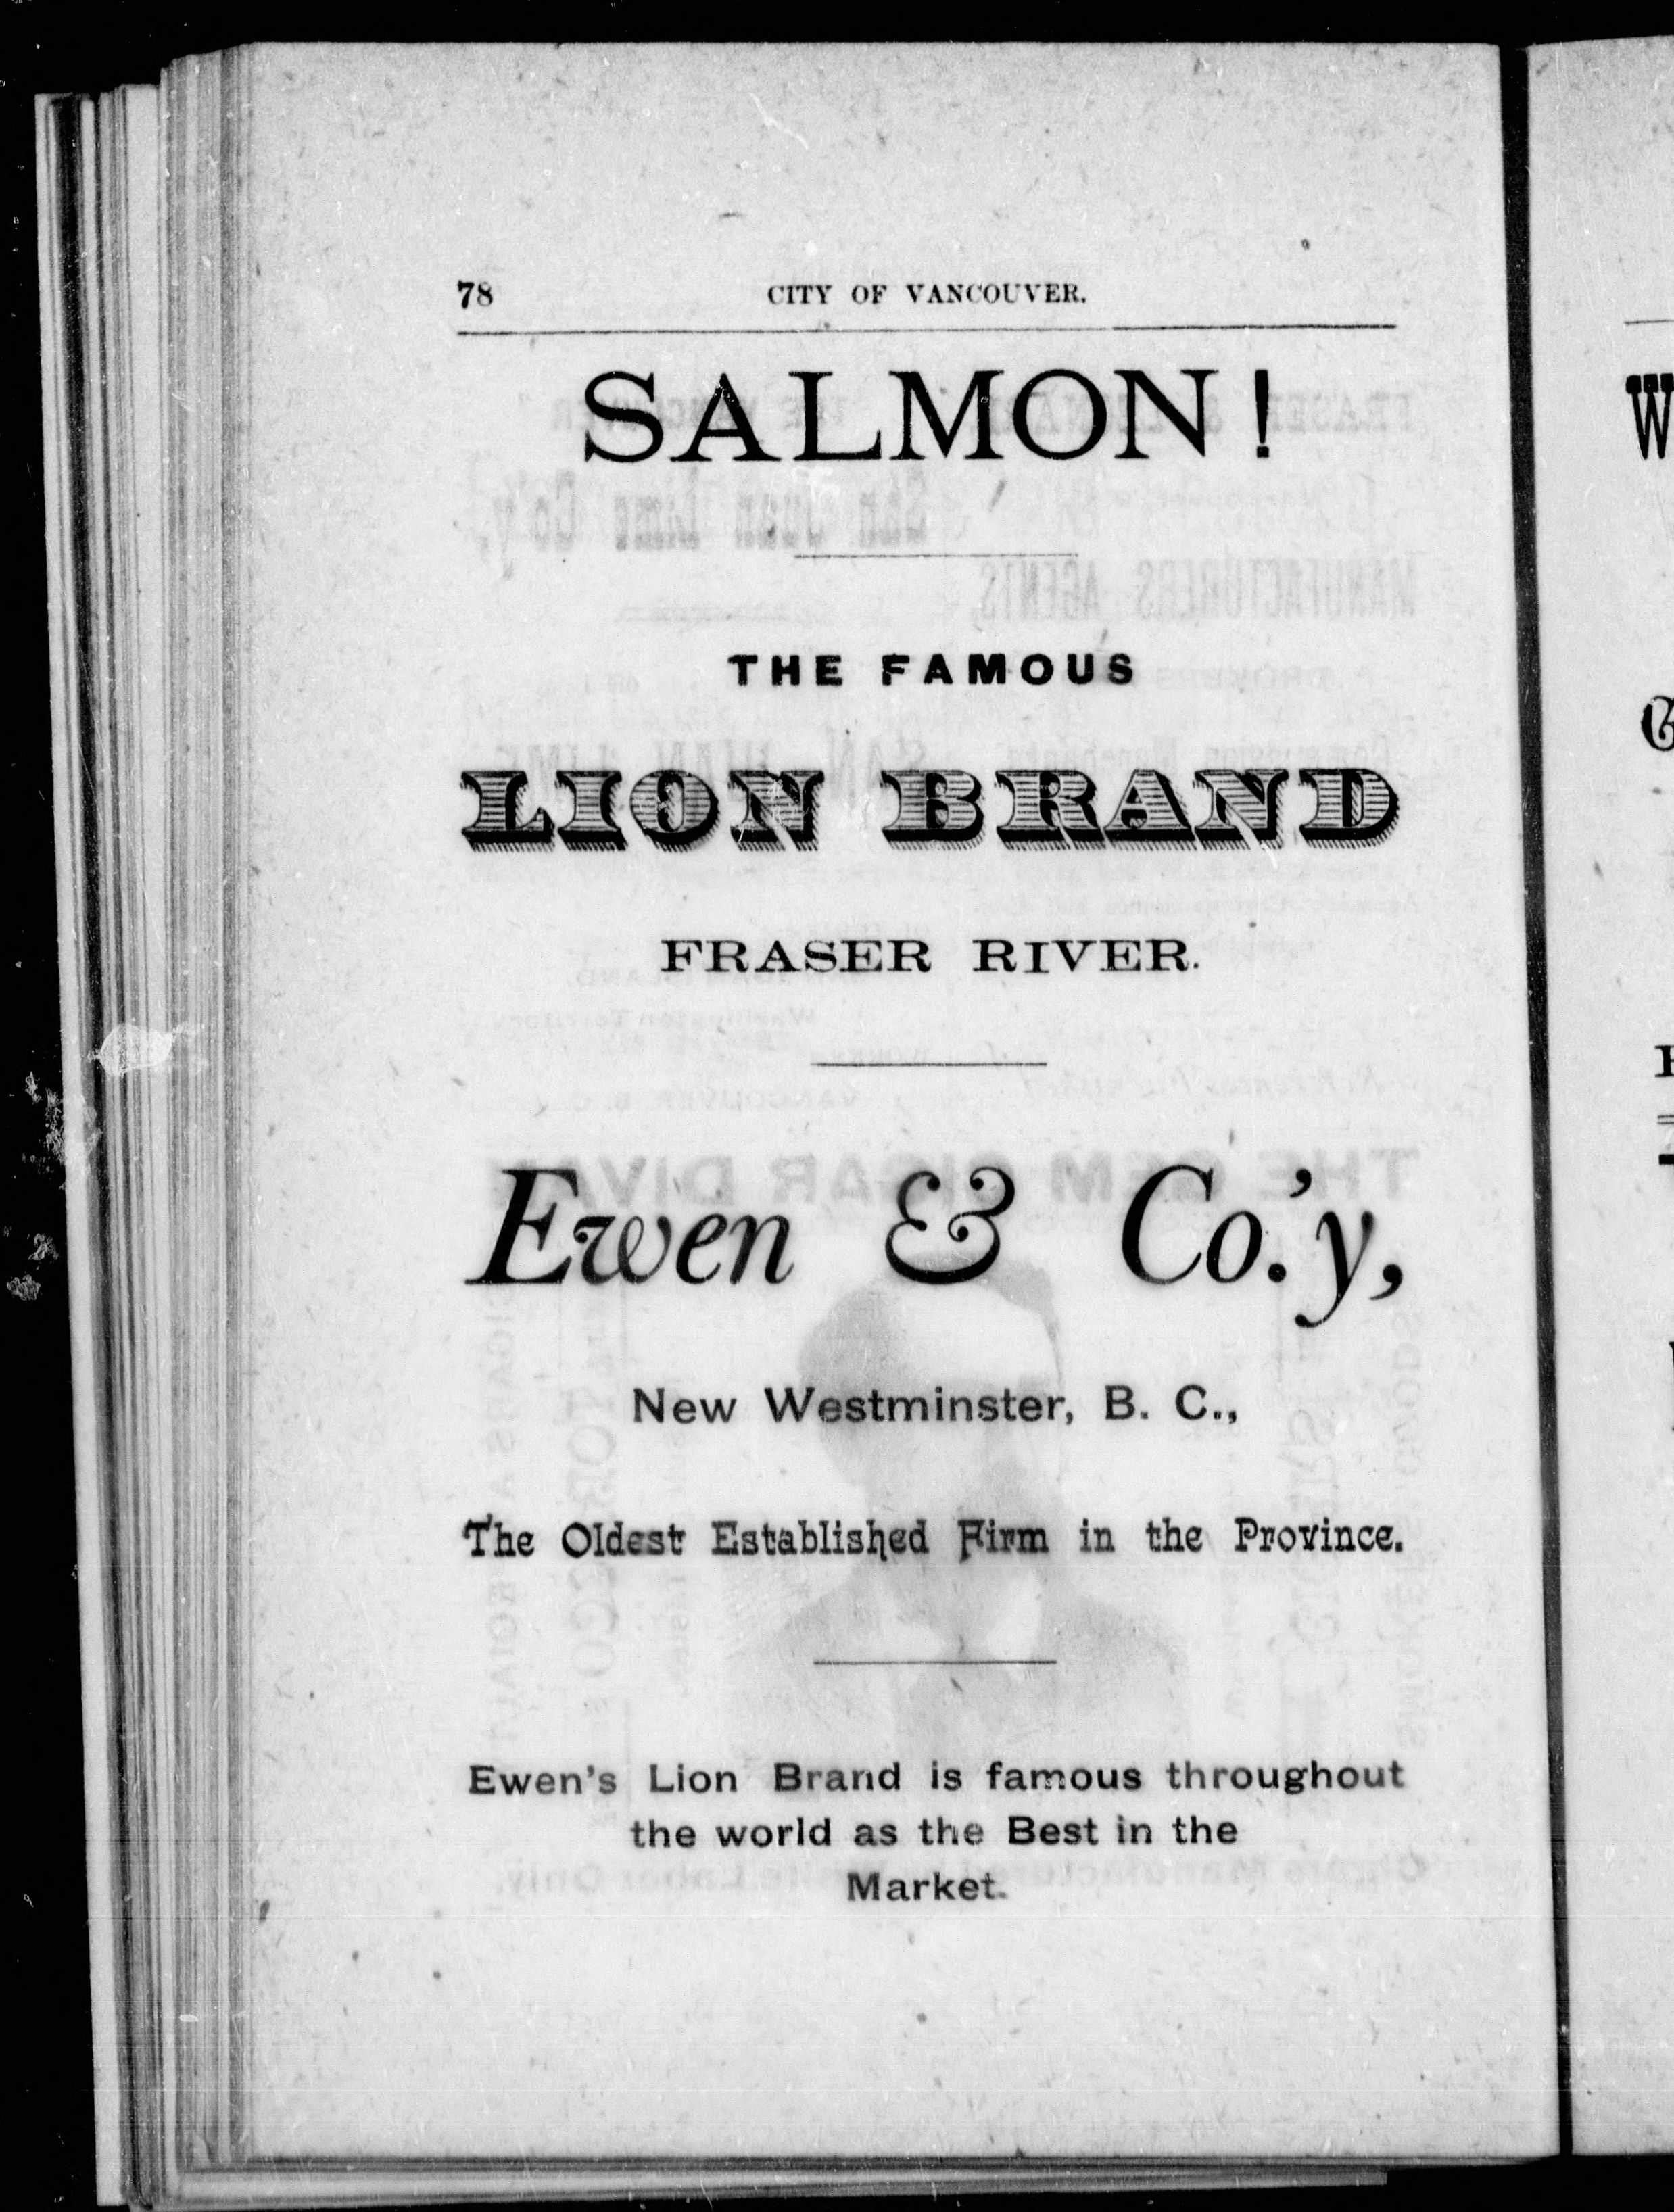 78 CITY OF VANCOUVER.
SALMON!
THE FAMOUS
LION BRAND
FRASER RIVER.
Ewen & Co.'y,
New Westminster, B. C.,
The Oldest Established Firm in the Province.
Ewen's Lion Brand is famous throughout
the world as the Best in the
Market.